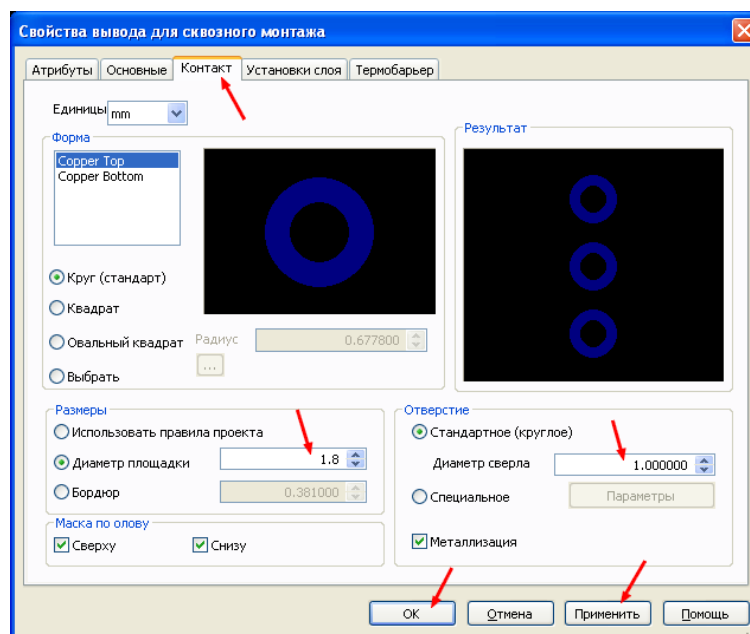 Свойства вывода для сквозного монтажа
Атрибуты Основные Контакт Установки слоя Термобарьер
Единицы mm
Форма
Copper Top
Copper Bottom
Круг (стандарт)
Квадрат
Овальный квадрат Радиус 0.677800
Выбрать ...
Результат
Размеры
Использовать правила проекта
Диаметр площадки 1.8
Бордюр 0.381000
Маска по олову
Сверху Снизу
Отверстие
Стандартное (круглое)
Диаметр сверла 1.000000
Специальное Параметры
Металлизация
ОК Отмена Применить Помощь